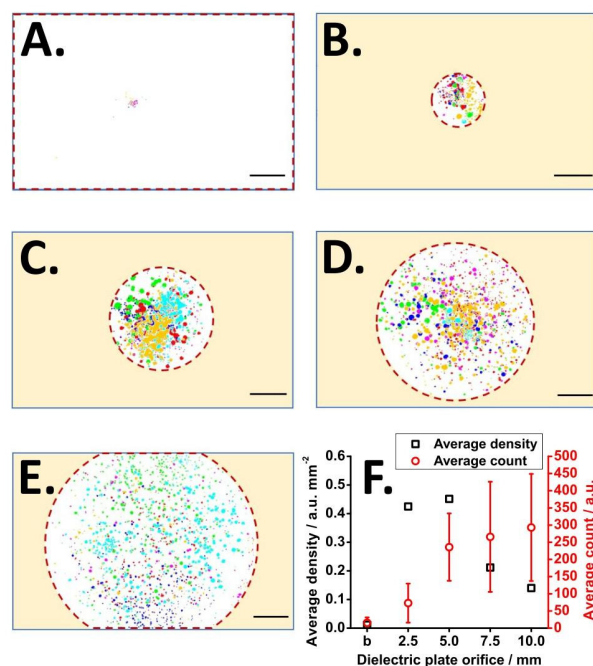 A.
B.
C.
D.
E.
F.
Average density
Average count
Average density / a.u. mm⁻²
0.6
0.5
0.4
0.3
0.2
0.1
0.0
500
450
400
350
300
250
200
150
100
50
0
Average count / a.u.
b 2.5 5.0 7.5 10.0
Dielectric plate orifice / mm